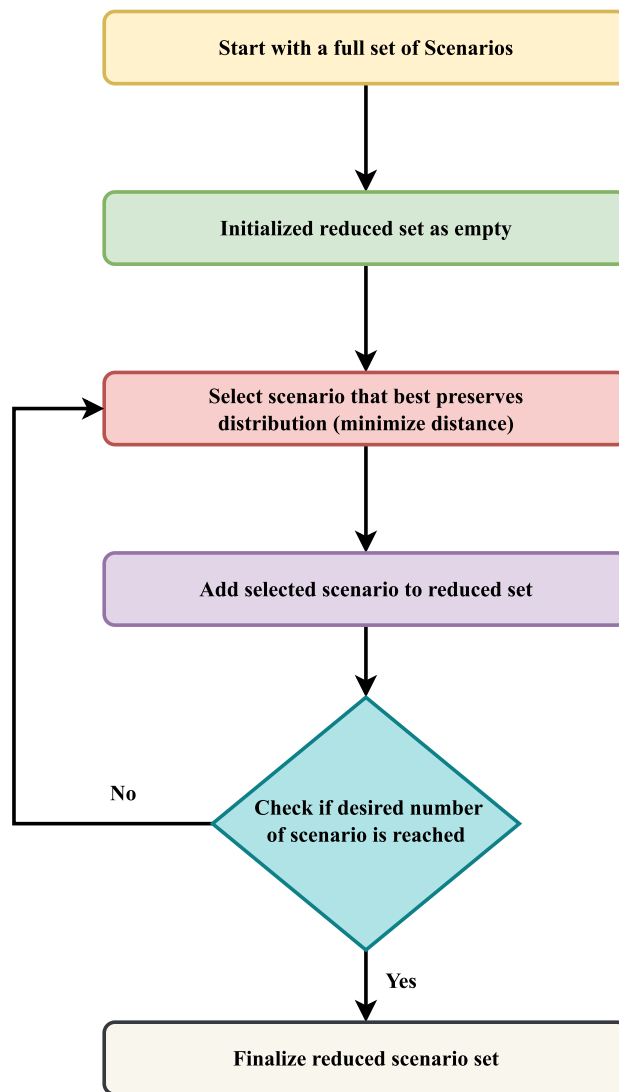 Start with a full set of Scenarios
Initialized reduced set as empty
Select scenario that best preserves
distribution (minimize distance)
Add selected scenario to reduced set
No
Check if desired number
of scenario is reached
Yes
Finalize reduced scenario set